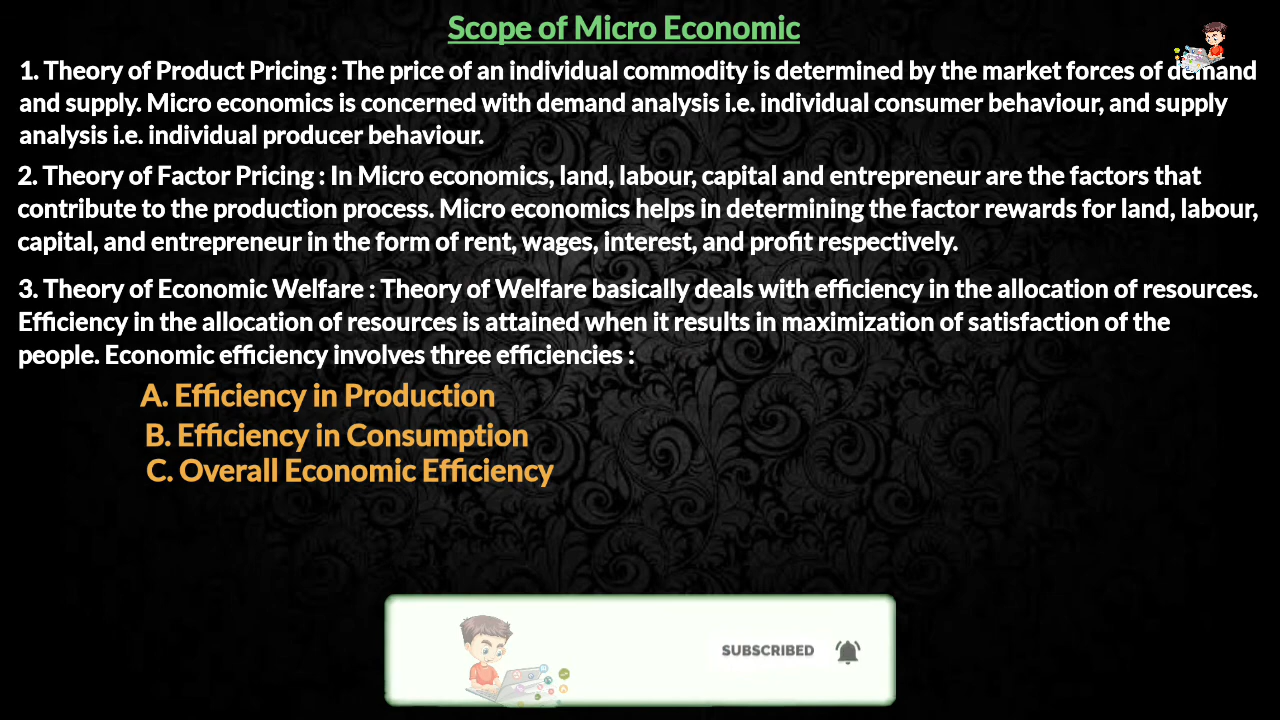 Scope of Micro Economic
1. Theory of Product Pricing : The price of an individual commodity is determined by the market forces of demand
and supply. Micro economics is concerned with demand analysis i.e. individual consumer behaviour, and supply
analysis i.e. individual producer behaviour.
2. Theory of Factor Pricing : In Micro economics, land, labour, capital and entrepreneur are the factors that
contribute to the production process. Micro economics helps in determining the factor rewards for land, labour,
capital, and entrepreneur in the form of rent, wages, interest, and profit respectively.
3. Theory of Economic Welfare : Theory of Welfare basically deals with efficiency in the allocation of resources.
Efficiency in the allocation of resources is attained when it results in maximization of satisfaction of the
people. Economic efficiency involves three efficiencies :
A. Efficiency in Production
B. Efficiency in Consumption
C. Overall Economic Efficiency
SUBSCRIBED